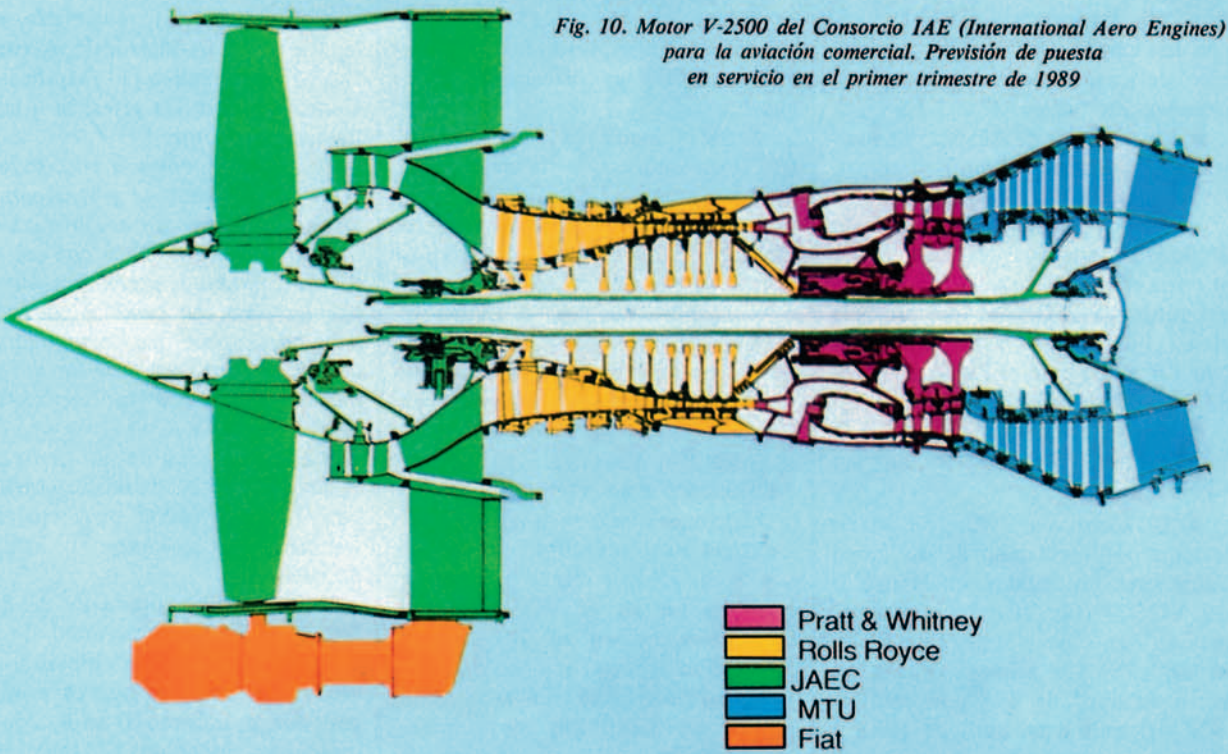 Fig. 10. Motor V-2500 del Consorcio IAE (International Aero Engines)
para la aviación comercial. Previsión de puesta
en servicio en el primer trimestre de 1989
Pratt & Whitney
Rolls Royce
JAEC
MTU
Fiat